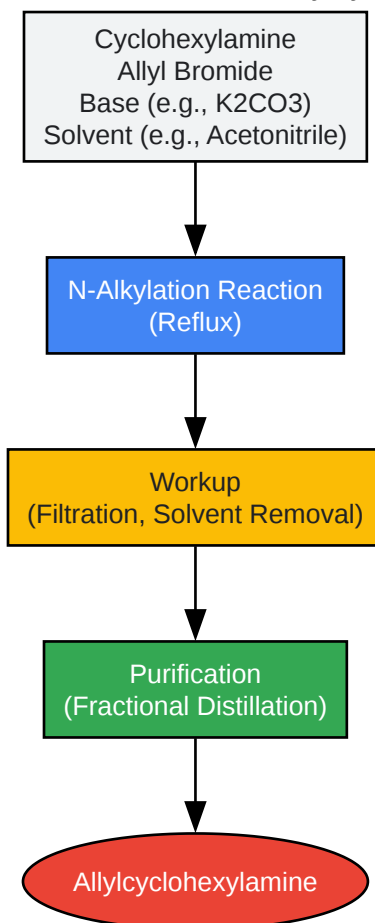 Cyclohexylamine
Allyl Bromide
Base (e.g., K2CO3)
Solvent (e.g., Acetonitrile)
N-Alkylation Reaction
(Reflux)
Workup
(Filtration, Solvent Removal)
Purification
(Fractional Distillation)
Allylcyclohexylamine